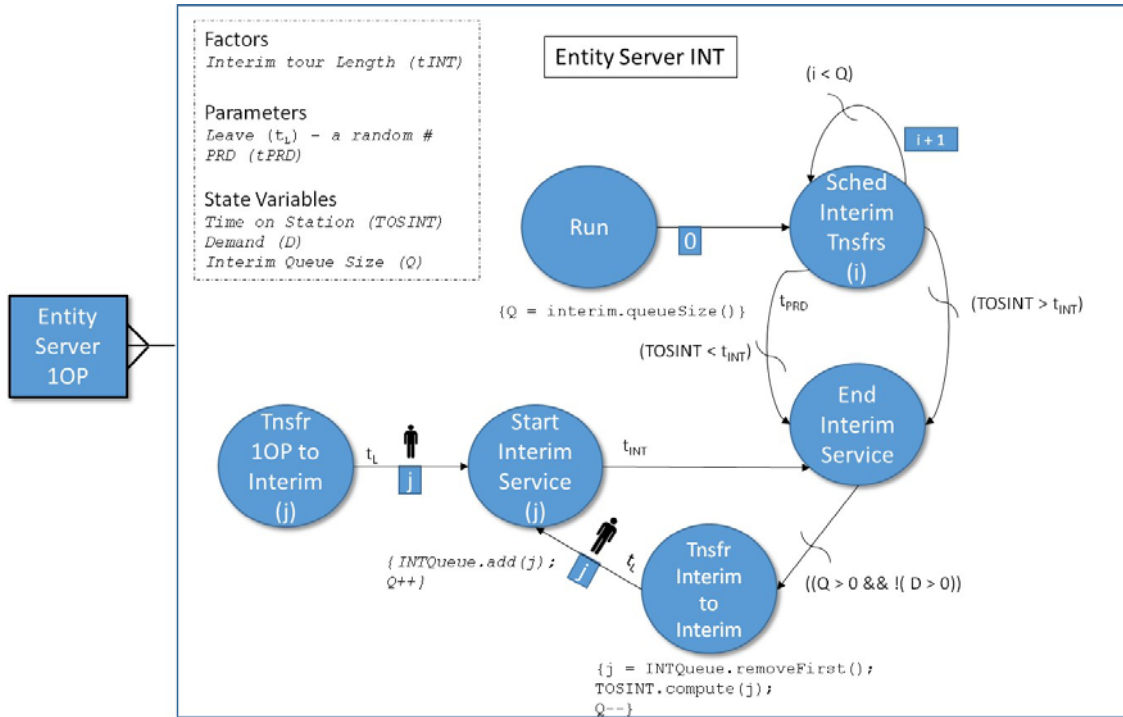 Factors
Interim tour Length (tINT)
Parameters
Leave (tL) – a random #
PRD (tPRD)
State Variables
Time on Station (TOSINT)
Demand (D)
Interim Queue Size (Q)
Entity Server INT
(i < Q)
i + 1
Sched
Interim
Tnsfrs
(i)
Run
0
{Q = interim.queueSize()}
tPRD
(TOSINT > tINT)
(TOSINT < tINT)
Entity
Server
1OP
End
Interim
Service
Tnsfr
1OP to
Interim
(j)
tL
j
Start
Interim
Service
(j)
tINT
{INTQueue.add(j);
Q++}
j
tL
Tnsfr
Interim
to
Interim
((Q > 0 && !( D > 0))
{j = INTQueue.removeFirst();
TOSINT.compute(j);
Q--}